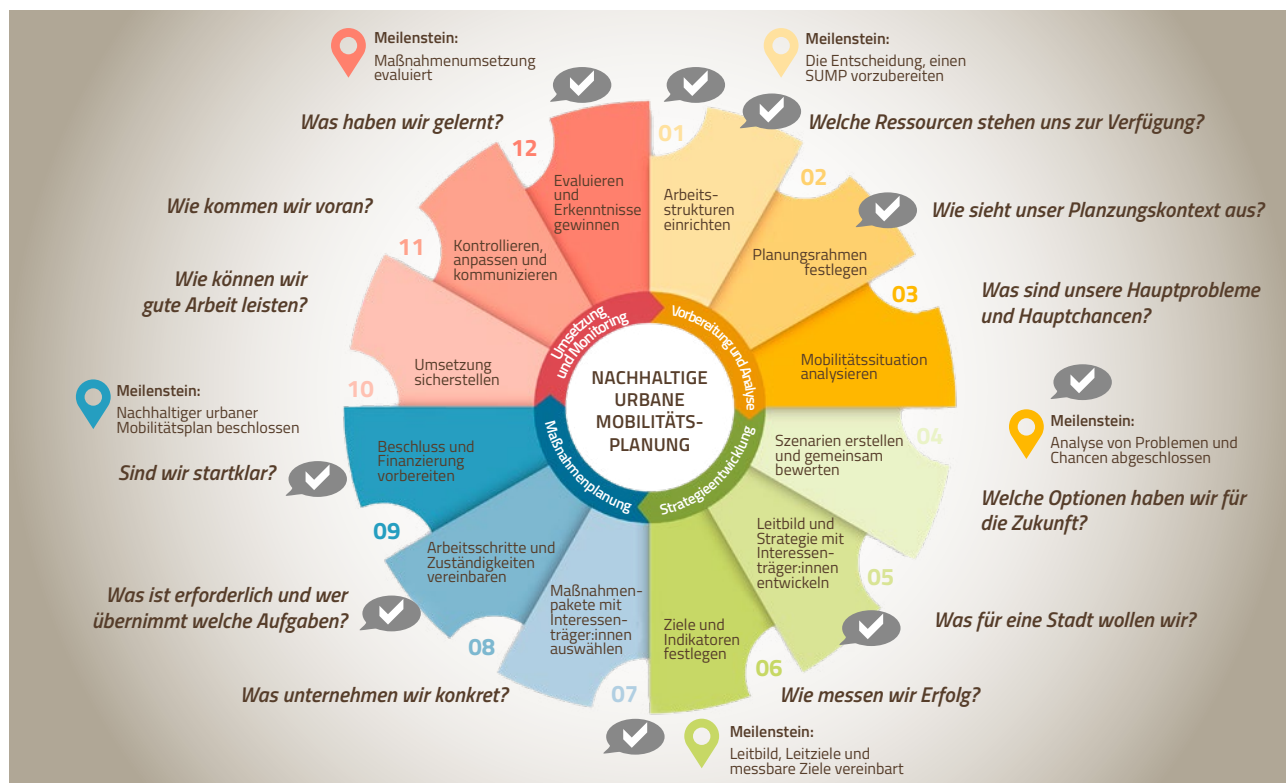 Meilenstein:
Die Entscheidung, einen
SUMP vorzubereiten
Welche Ressourcen stehen uns zur Verfügung?
01
Arbeits-
strukturen
einrichten
02
Planungsrahmen
festlegen
Wie sieht unser Planzungskontext aus?
03
Mobilitätssituation
analysieren
Was sind unsere Hauptprobleme
und Hauptchancen?
Meilenstein:
Analyse von Problemen und
Chancen abgeschlossen
04
Szenarien erstellen
und gemeinsam
bewerten
Welche Optionen haben wir für
die Zukunft?
05
Leitbild und
Strategie mit
Interessen-
träger:innen
entwickeln
Was für eine Stadt wollen wir?
06
Ziele und
Indikatoren
festlegen
Wie messen wir Erfolg?
Meilenstein:
Leitbild, Leitziele und
messbare Ziele vereinbart
07
Maßnahmen-
pakete mit
Interessen-
träger:innen
auswählen
Was unternehmen wir konkret?
08
Arbeitsschritte und
Zuständigkeiten
vereinbaren
Was ist erforderlich und wer
übernimmt welche Aufgaben?
09
Beschluss und
Finanzierung
vorbereiten
Sind wir startklar?
Meilenstein:
Nachhaltiger urbaner
Mobilitätsplan beschlossen
10
Umsetzung
sicherstellen
Wie können wir
gute Arbeit leisten?
11
Kontrollieren,
anpassen und
kommunizieren
Wie kommen wir voran?
12
Evaluieren
und
Erkenntnisse
gewinnen
Was haben wir gelernt?
Meilenstein:
Maßnahmenumsetzung
evaluiert
Vorbereitung und Analyse
Strategieentwicklung
Maßnahmenplanung
Umsetzung
und Monitoring
NACHHALTIGE
URBANE
MOBILITÄTS-
PLANUNG